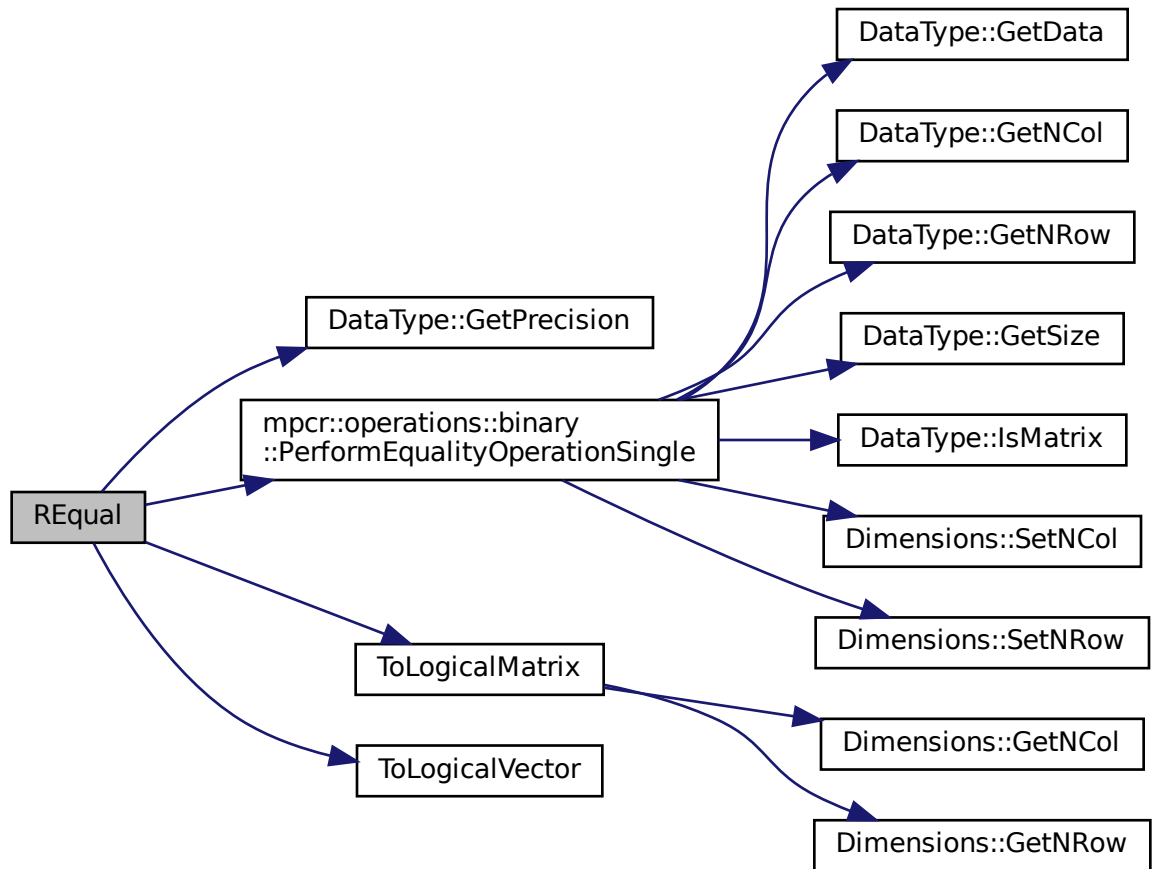 DataType::GetData
DataType::GetNCol
DataType::GetNRow
DataType::GetPrecision
DataType::GetSize
mpcr::operations::binary
::PerformEqualityOperationSingle
DataType::IsMatrix
REqual
Dimensions::SetNCol
Dimensions::SetNRow
ToLogicalMatrix
Dimensions::GetNCol
ToLogicalVector
Dimensions::GetNRow